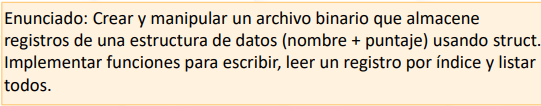 Enunciado: Crear y manipular un archivo binario que almacene
registros de una estructura de datos (nombre + puntaje) usando struct.
Implementar funciones para escribir, leer un registro por índice y listar
todos.